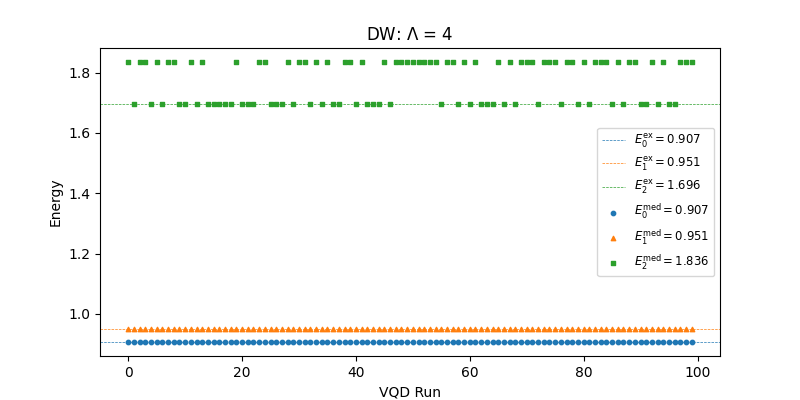 DW: Λ = 4
1.8
1.6
1.4
1.2
1.0
Energy
E₀ᵉˣ = 0.907
E₁ᵉˣ = 0.951
E₂ᵉˣ = 1.696
E₀ᵐᵉᵈ = 0.907
E₁ᵐᵉᵈ = 0.951
E₂ᵐᵉᵈ = 1.836
0 20 40 60 80 100
VQD Run